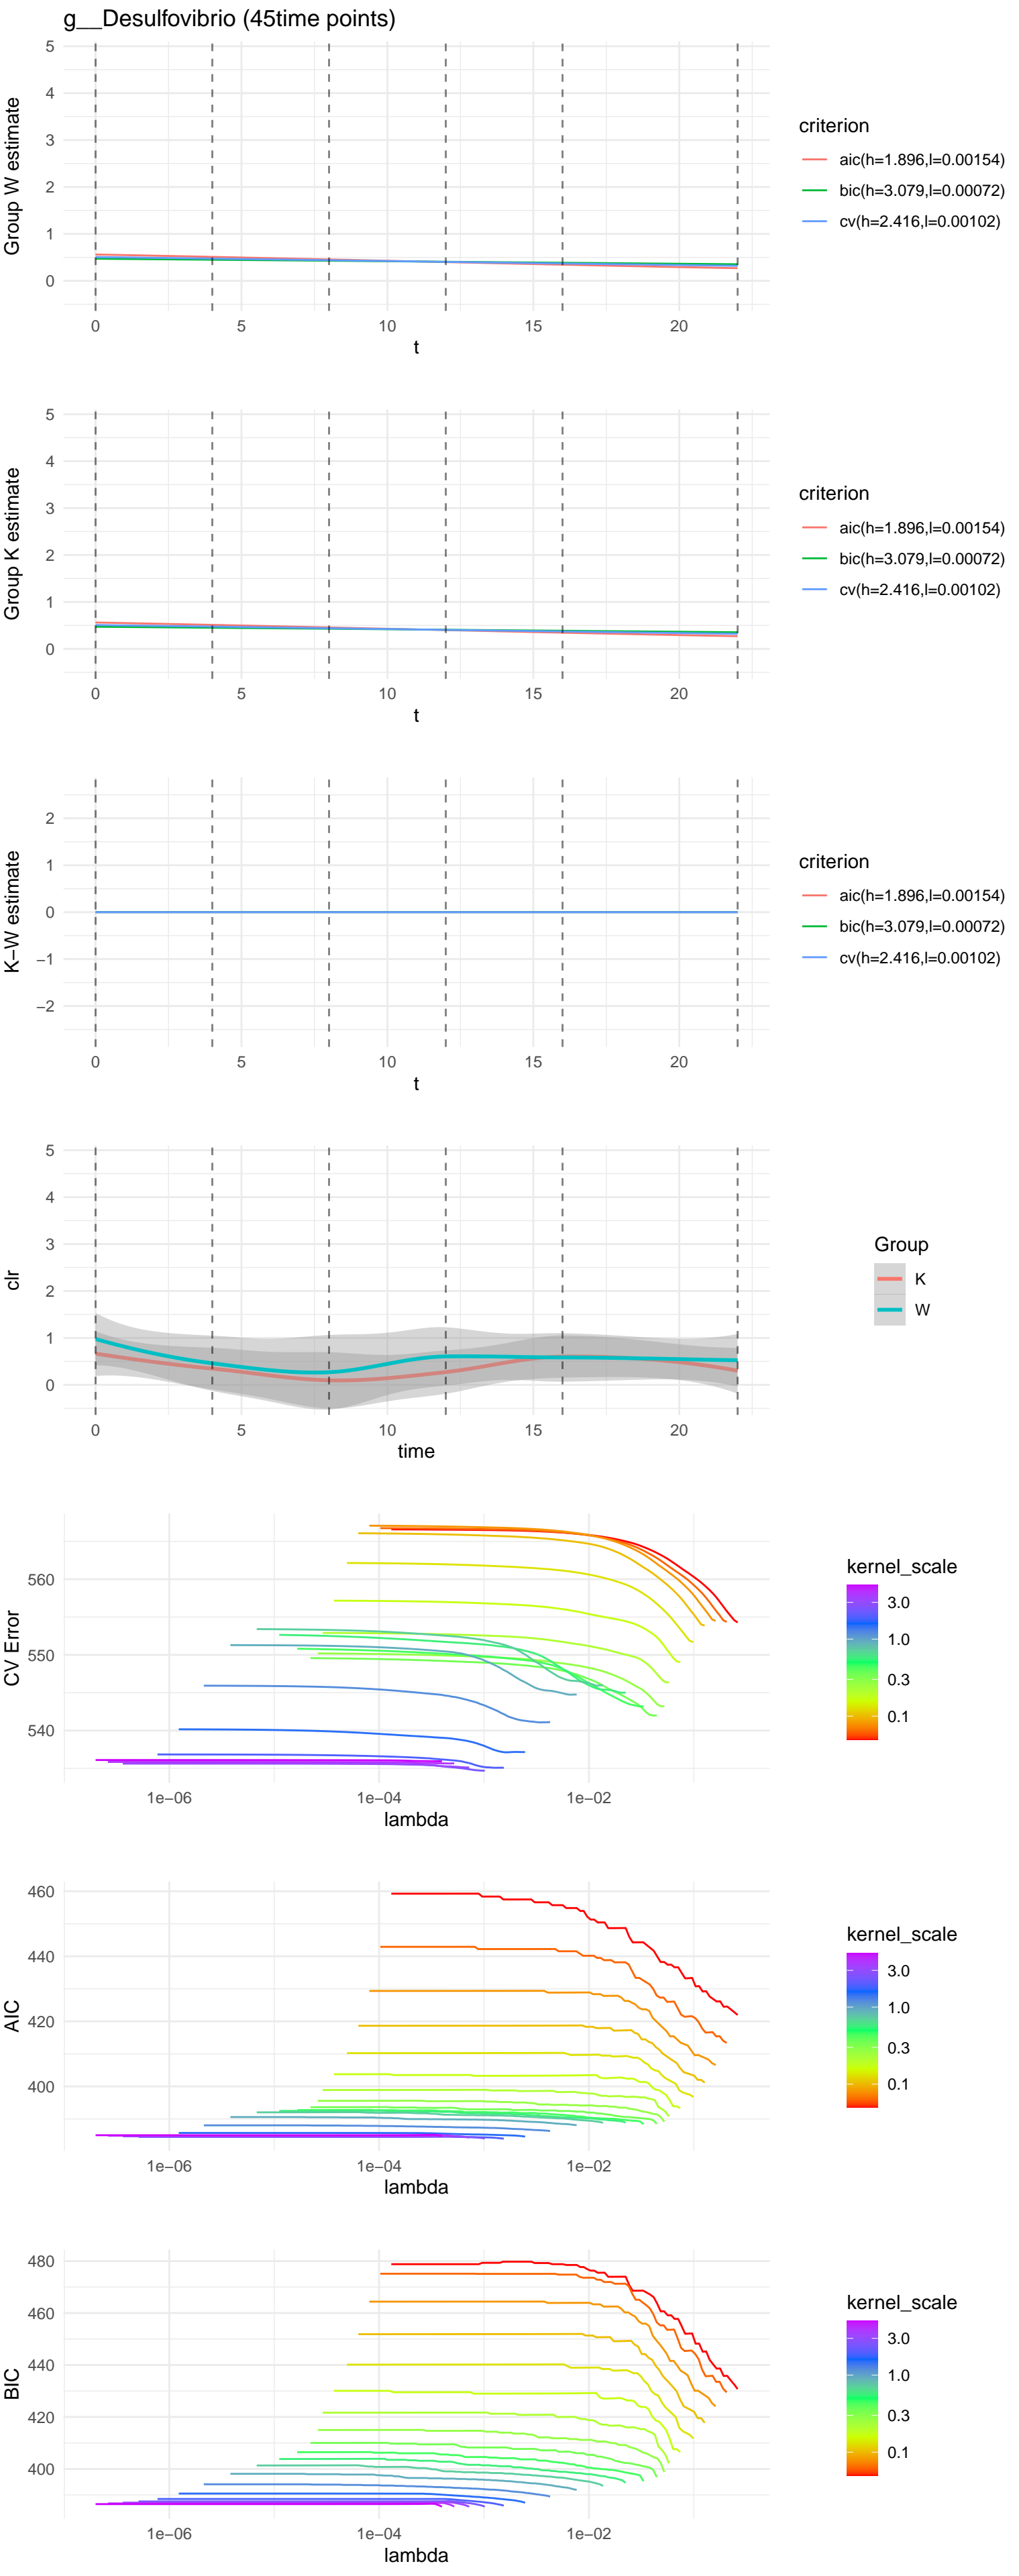 g__Desulfovibrio (45time points)
Group W estimate
5
4
3
2
1
0
0 5 10 15 20
t
criterion
aic(h=1.896,l=0.00154)
bic(h=3.079,l=0.00072)
cv(h=2.416,l=0.00102)
Group K estimate
5
4
3
2
1
0
0 5 10 15 20
t
criterion
aic(h=1.896,l=0.00154)
bic(h=3.079,l=0.00072)
cv(h=2.416,l=0.00102)
K−W estimate
2
1
0
−1
−2
0 5 10 15 20
t
criterion
aic(h=1.896,l=0.00154)
bic(h=3.079,l=0.00072)
cv(h=2.416,l=0.00102)
clr
5
4
3
2
1
0
0 5 10 15 20
time
Group
K
W
CV Error
560
550
540
1e−06 1e−04 1e−02
lambda
kernel_scale
3.0
1.0
0.3
0.1
AIC
460
440
420
400
1e−06 1e−04 1e−02
lambda
kernel_scale
3.0
1.0
0.3
0.1
BIC
480
460
440
420
400
1e−06 1e−04 1e−02
lambda
kernel_scale
3.0
1.0
0.3
0.1